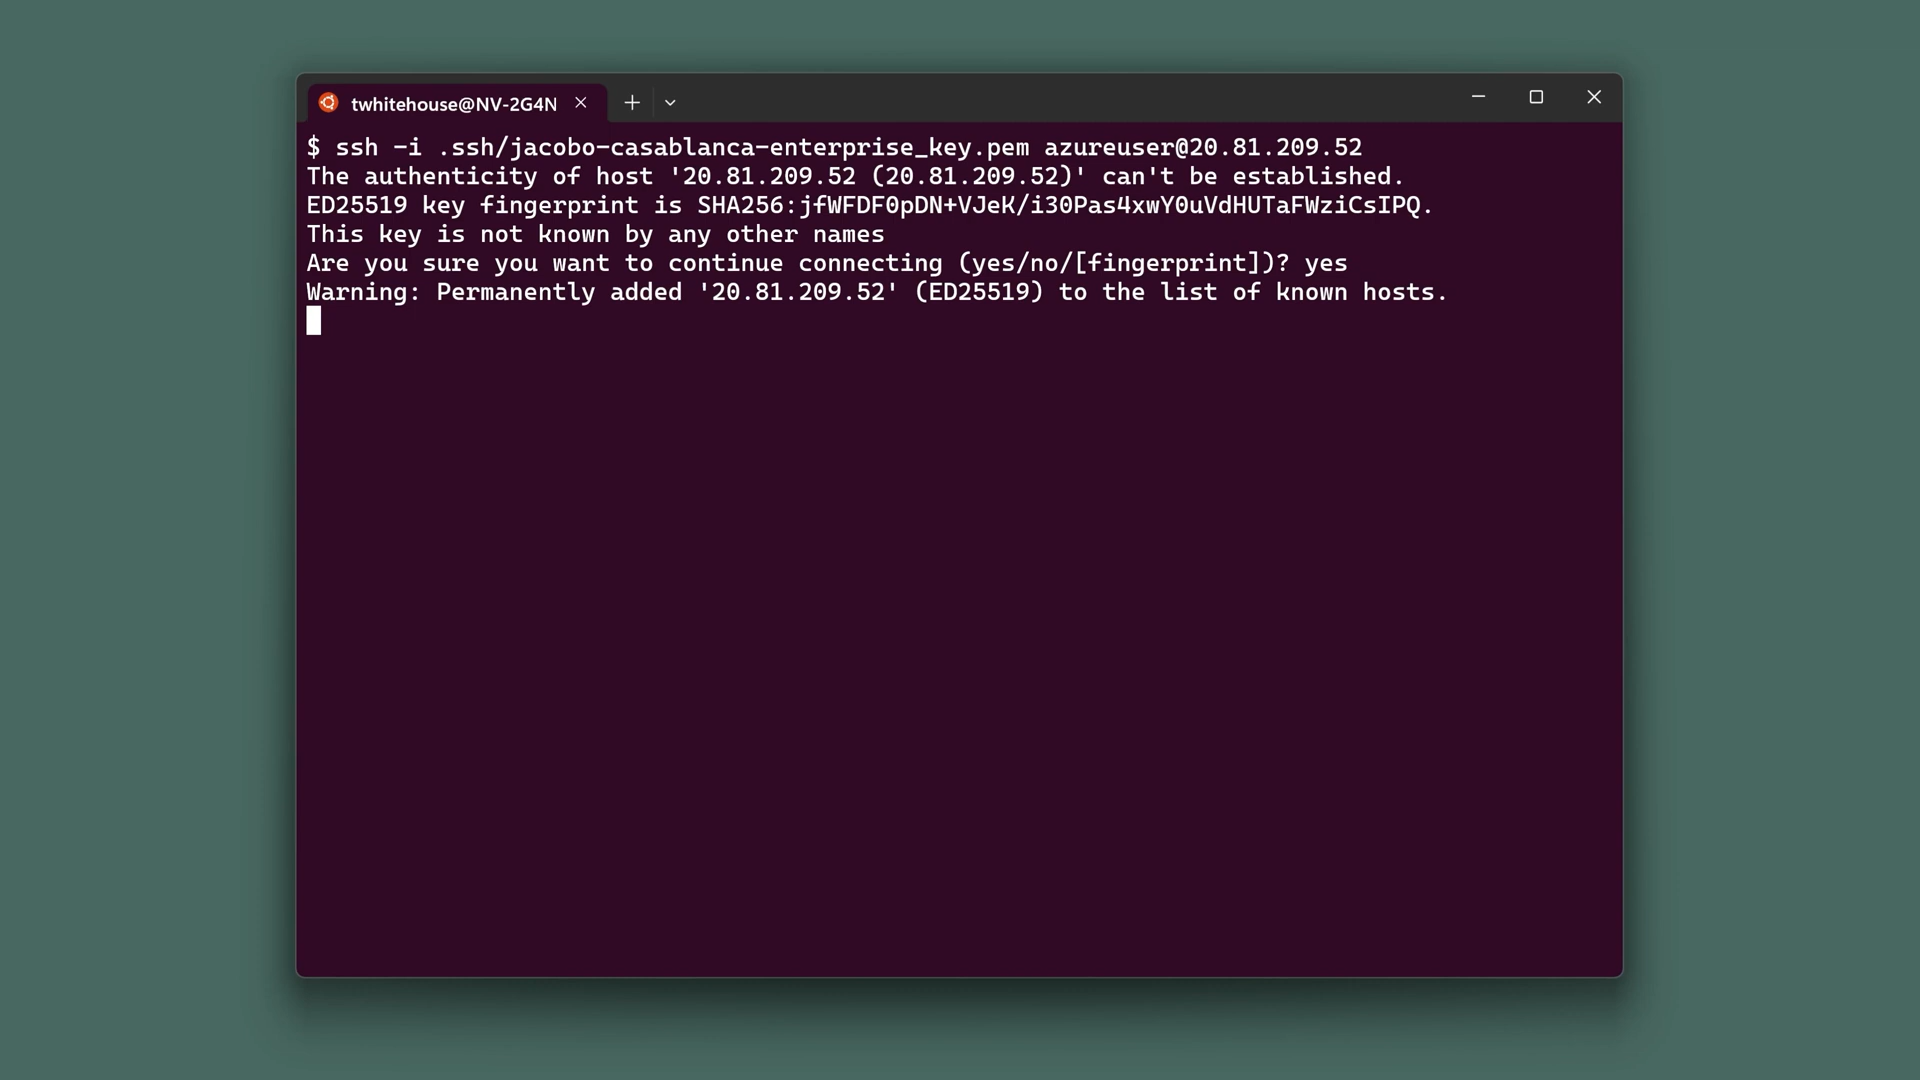 twhitehouse@NV-2G4N
$ ssh -i .ssh/jacobo-casablanca-enterprise_key.pem azureuser@20.81.209.52
The authenticity of host '20.81.209.52 (20.81.209.52)' can't be established.
ED25519 key fingerprint is SHA256:jfWFDF0pDN+VJeK/i30Pas4xwY0uVdHUTaFWziCsIPQ.
This key is not known by any other names
Are you sure you want to continue connecting (yes/no/[fingerprint])? yes
Warning: Permanently added '20.81.209.52' (ED25519) to the list of known hosts.